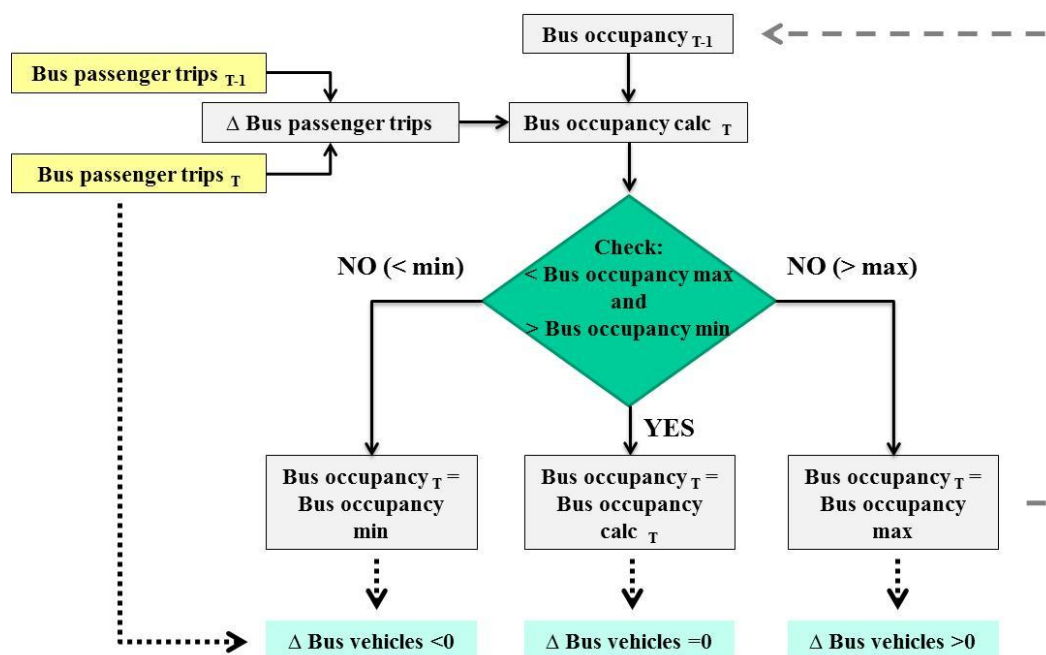 Bus occupancy T-1
Bus passenger trips T-1
Δ Bus passenger trips
Bus occupancy calc T
Bus passenger trips T
Check:
< Bus occupancy max
and
> Bus occupancy min
NO (< min)
NO (> max)
YES
Bus occupancy T =
Bus occupancy
min
Bus occupancy T =
Bus occupancy
calc T
Bus occupancy T =
Bus occupancy
max
Δ Bus vehicles <0
Δ Bus vehicles =0
Δ Bus vehicles >0